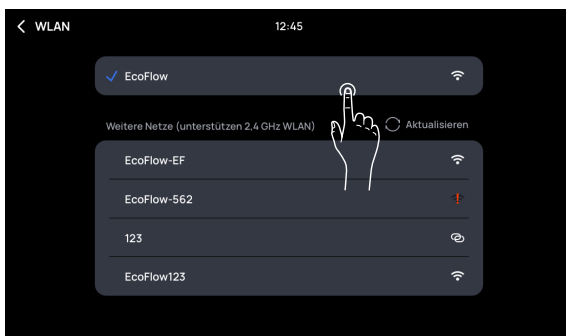 WLAN
12:45
EcoFlow
Weitere Netze (unterstützen 2,4 GHz WLAN)
Aktualisieren
EcoFlow-EF
EcoFlow-562
123
EcoFlow123